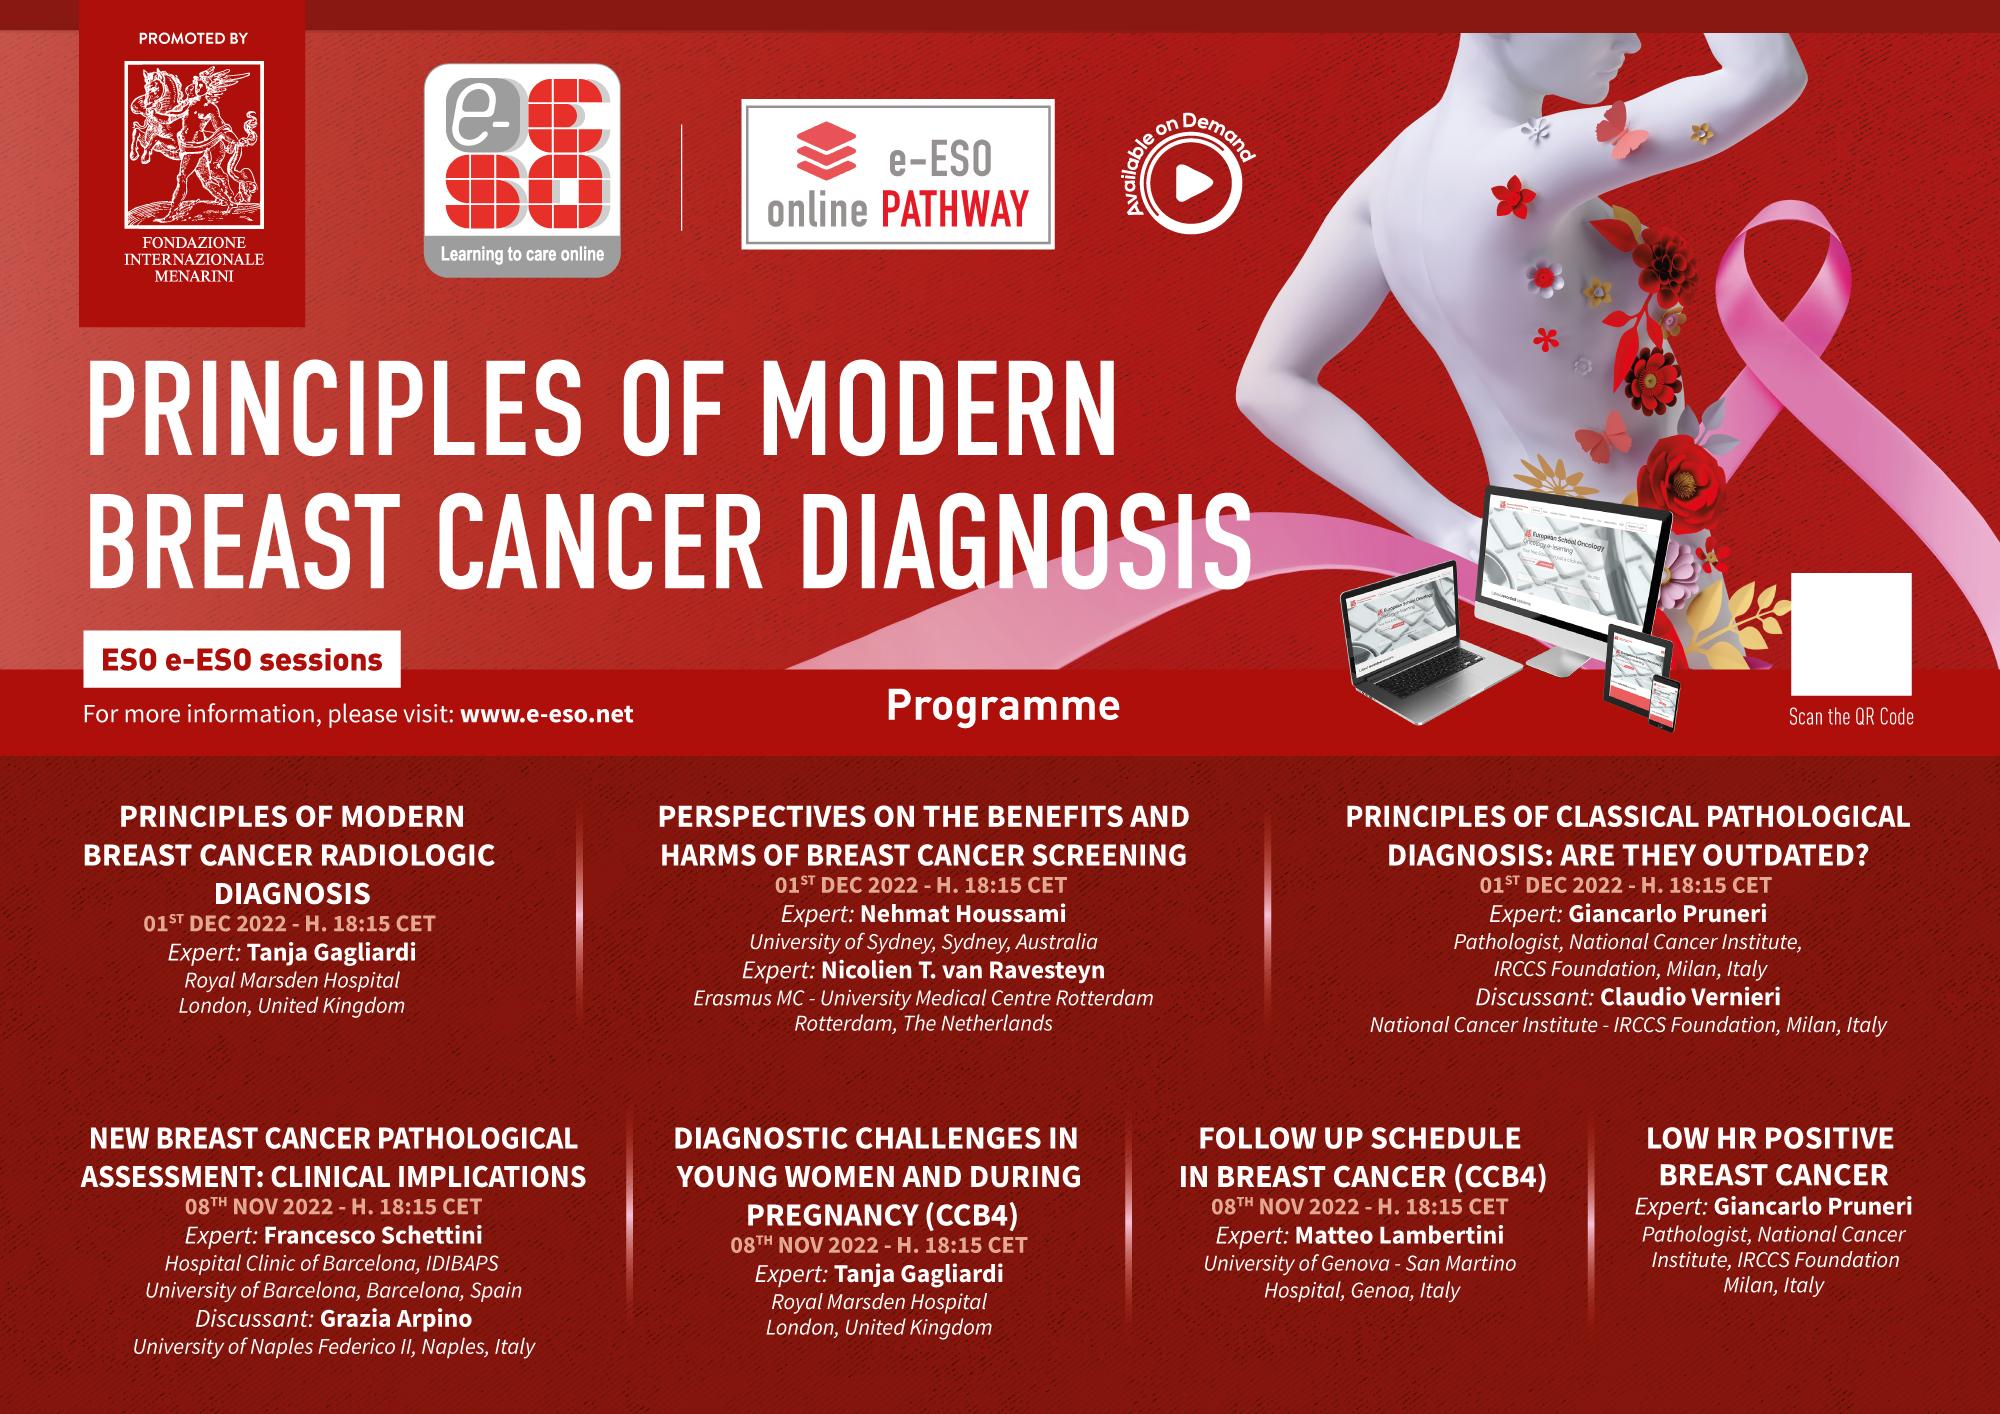 PROMOTED BY
FONDAZIONE
INTERNAZIONALE
MENARINI
e-ESO
Learning to care online
e-ESO
online PATHWAY
Available on Demand
PRINCIPLES OF MODERN
BREAST CANCER DIAGNOSIS
ESO e-ESO sessions
For more information, please visit: www.e-eso.net
Programme
European School Oncology
Oncology e-learning
Scan the QR Code
PRINCIPLES OF MODERN
BREAST CANCER RADIOLOGIC
DIAGNOSIS
01ST DEC 2022 - H. 18:15 CET
Expert: Tanja Gagliardi
Royal Marsden Hospital
London, United Kingdom
PERSPECTIVES ON THE BENEFITS AND
HARMS OF BREAST CANCER SCREENING
01ST DEC 2022 - H. 18:15 CET
Expert: Nehmat Houssami
University of Sydney, Sydney, Australia
Expert: Nicolien T. van Ravesteyn
Erasmus MC - University Medical Centre Rotterdam
Rotterdam, The Netherlands
PRINCIPLES OF CLASSICAL PATHOLOGICAL
DIAGNOSIS: ARE THEY OUTDATED?
01ST DEC 2022 - H. 18:15 CET
Expert: Giancarlo Pruneri
Pathologist, National Cancer Institute,
IRCCS Foundation, Milan, Italy
Discussant: Claudio Vernieri
National Cancer Institute - IRCCS Foundation, Milan, Italy
NEW BREAST CANCER PATHOLOGICAL
ASSESSMENT: CLINICAL IMPLICATIONS
08TH NOV 2022 - H. 18:15 CET
Expert: Francesco Schettini
Hospital Clinic of Barcelona, IDIBAPS
University of Barcelona, Barcelona, Spain
Discussant: Grazia Arpino
University of Naples Federico II, Naples, Italy
DIAGNOSTIC CHALLENGES IN
YOUNG WOMEN AND DURING
PREGNANCY (CCB4)
08TH NOV 2022 - H. 18:15 CET
Expert: Tanja Gagliardi
Royal Marsden Hospital
London, United Kingdom
FOLLOW UP SCHEDULE
IN BREAST CANCER (CCB4)
08TH NOV 2022 - H. 18:15 CET
Expert: Matteo Lambertini
University of Genova - San Martino
Hospital, Genoa, Italy
LOW HR POSITIVE
BREAST CANCER
Expert: Giancarlo Pruneri
Pathologist, National Cancer
Institute, IRCCS Foundation
Milan, Italy